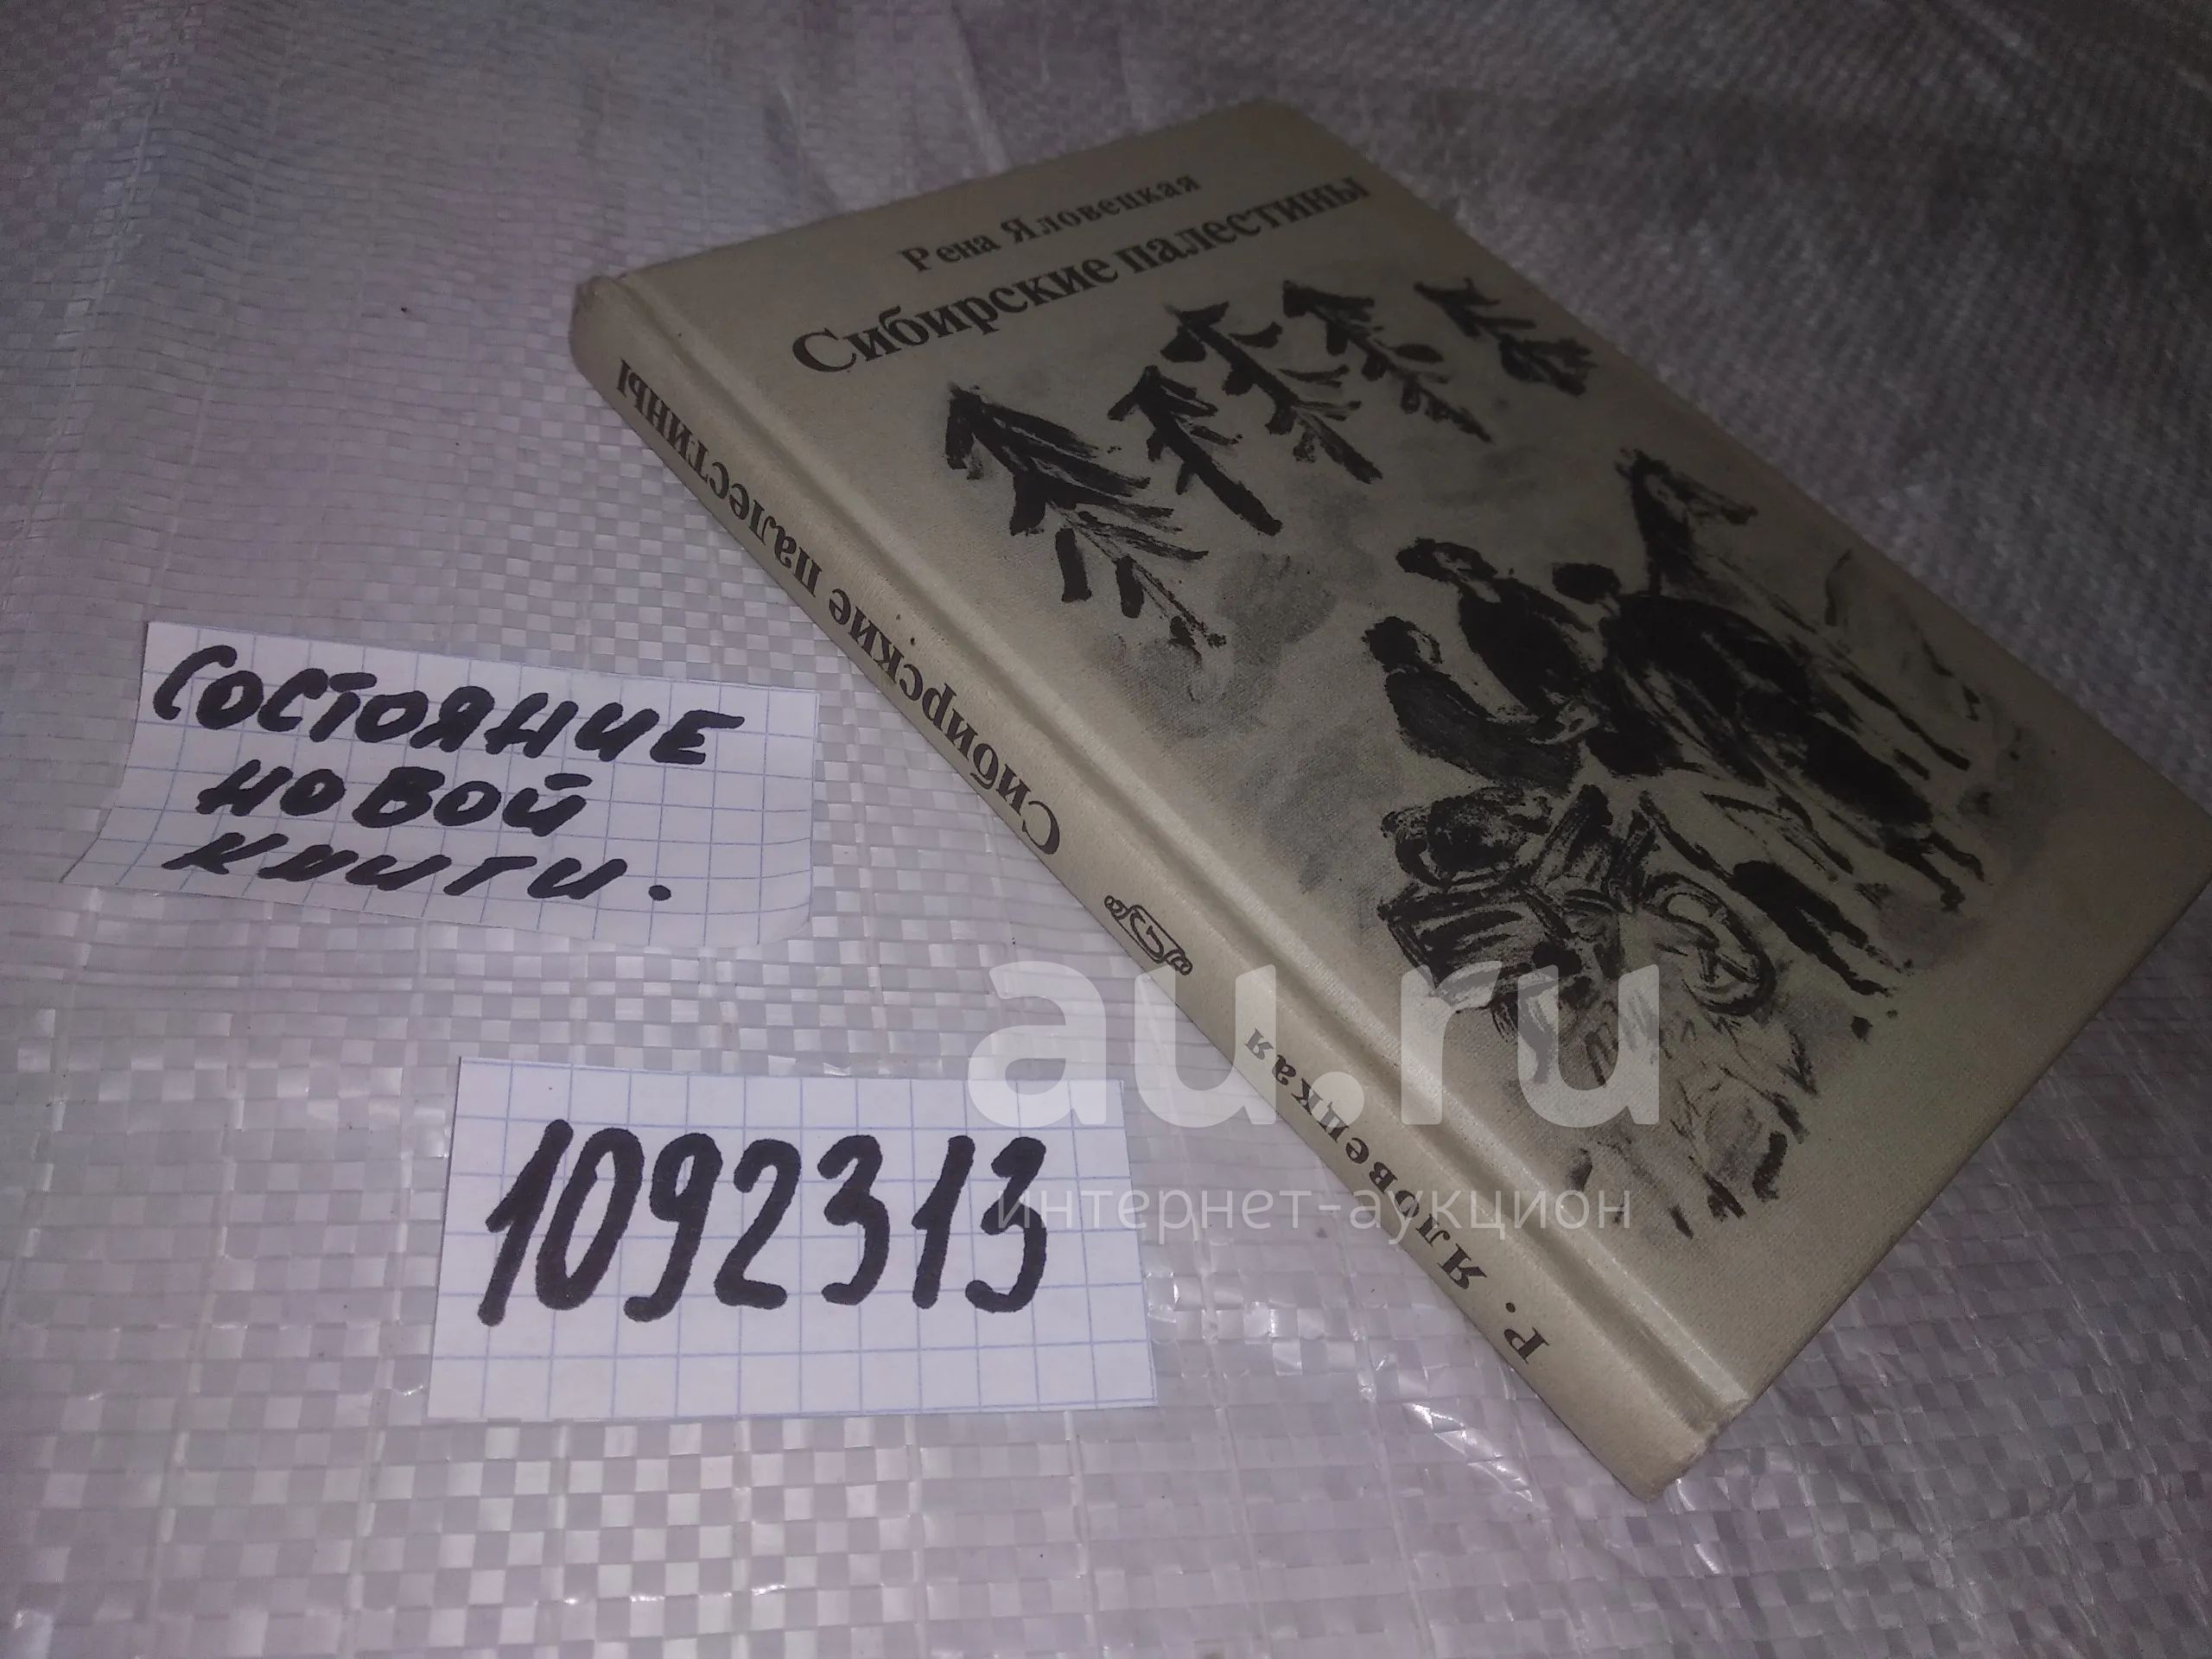 Рена Яловецкая
Сибирские палестины
Р. Яловецкая
Сибирские палестины
СОСТОЯНИЕ
НОВОЙ
КНИГИ.
1092313
au.ru
интернет-аукцион